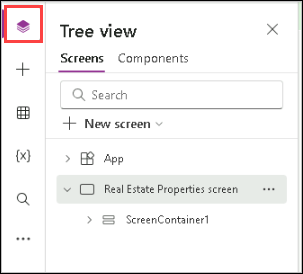 Tree view
Screens Components
Search
New screen
App
{x}
Real Estate Properties screen
ScreenContainer1